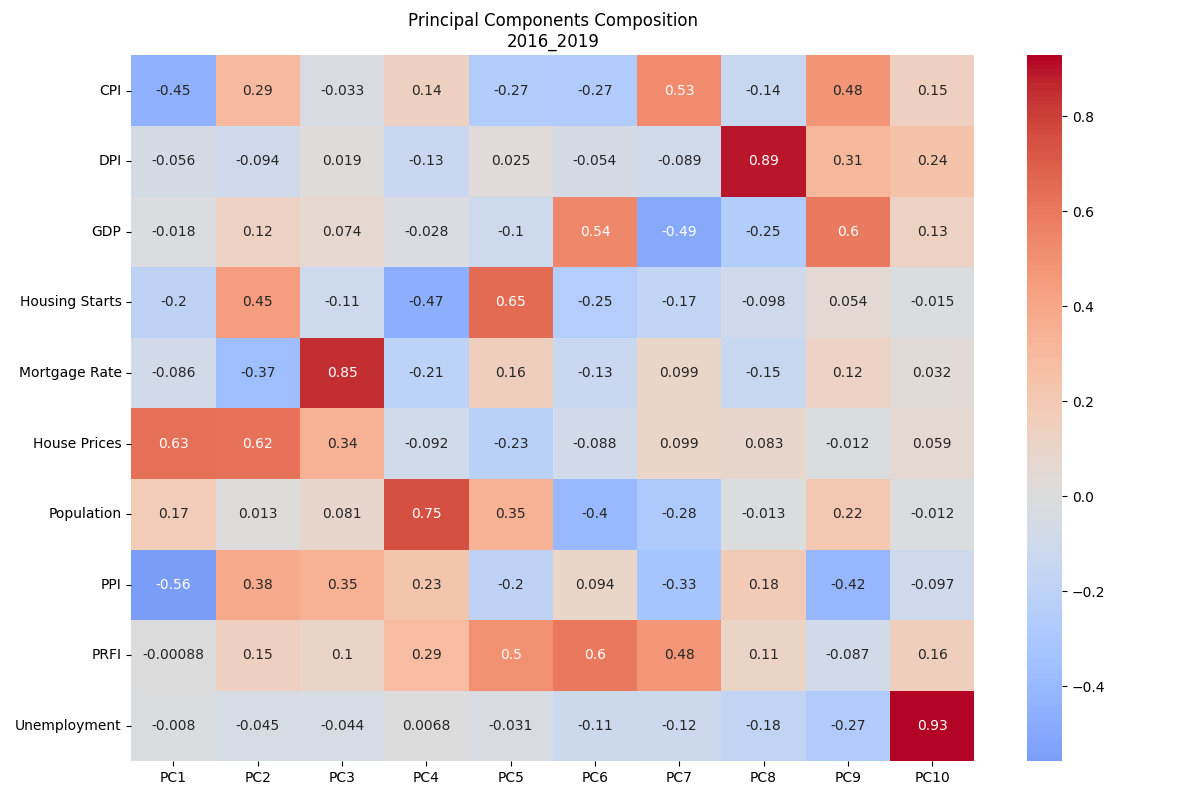 Principal Components Composition
2016_2019
CPI -0.45 0.29 -0.033 0.14 -0.27 -0.27 0.53 -0.14 0.48 0.15
DPI -0.056 -0.094 0.019 -0.13 0.025 -0.054 -0.089 0.89 0.31 0.24
GDP -0.018 0.12 0.074 -0.028 -0.1 0.54 -0.49 -0.25 0.6 0.13
Housing Starts -0.2 0.45 -0.11 -0.47 0.65 -0.25 -0.17 -0.098 0.054 -0.015
Mortgage Rate -0.086 -0.37 0.85 -0.21 0.16 -0.13 0.099 -0.15 0.12 0.032
House Prices 0.63 0.62 0.34 -0.092 -0.23 -0.088 0.099 0.083 -0.012 0.059
Population 0.17 0.013 0.081 0.75 0.35 -0.4 -0.28 -0.013 0.22 -0.012
PPI -0.56 0.38 0.35 0.23 -0.2 0.094 -0.33 0.18 -0.42 -0.097
PRFI -0.00088 0.15 0.1 0.29 0.5 0.6 0.48 0.11 -0.087 0.16
Unemployment -0.008 -0.045 -0.044 0.0068 -0.031 -0.11 -0.12 -0.18 -0.27 0.93
PC1 PC2 PC3 PC4 PC5 PC6 PC7 PC8 PC9 PC10
0.8
0.6
0.4
0.2
0.0
−0.2
−0.4